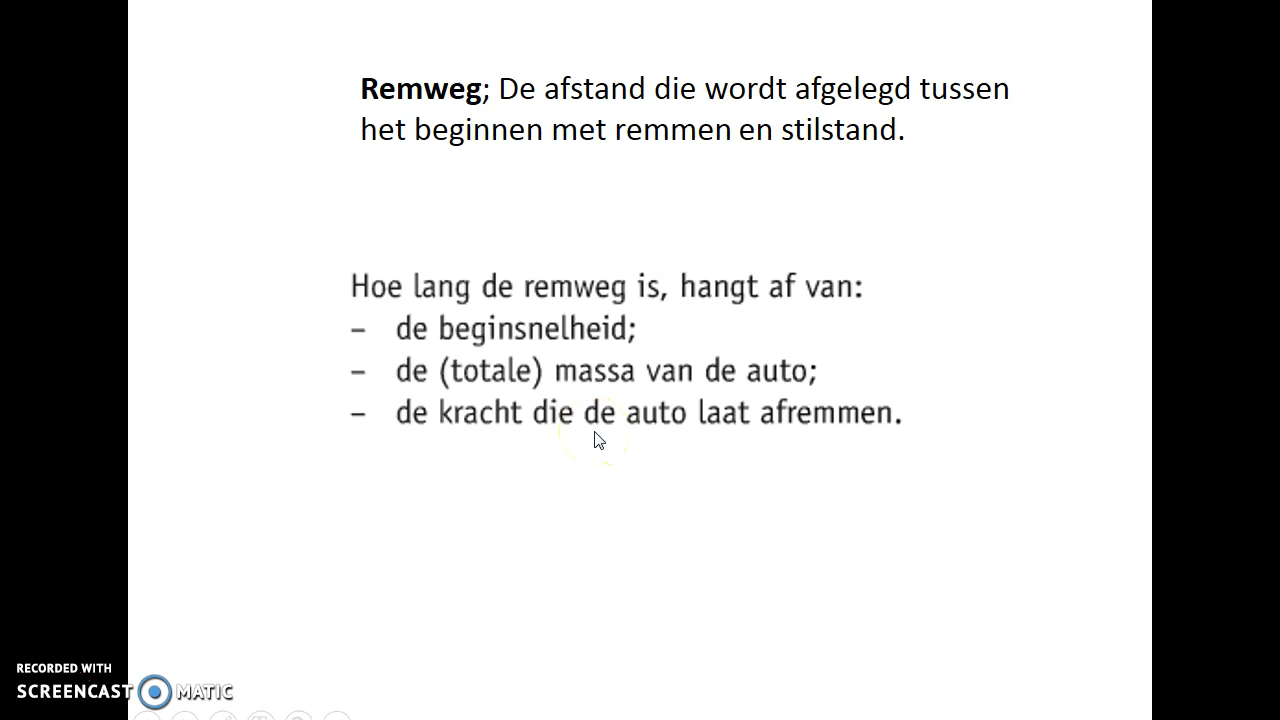 Remweg; De afstand die wordt afgelegd tussen
het beginnen met remmen en stilstand.
Hoe lang de remweg is, hangt af van:
– de beginsnelheid;
– de (totale) massa van de auto;
– de kracht die de auto laat afremmen.
RECORDED WITH
SCREENCAST MATIC